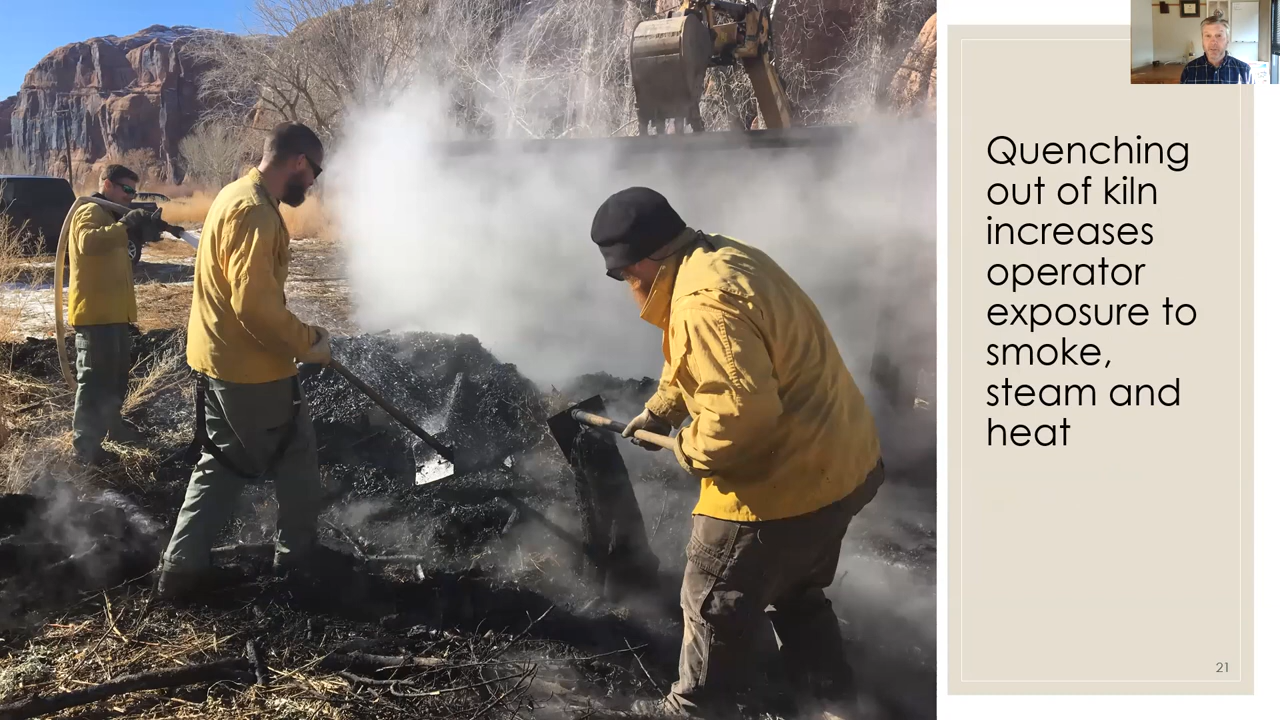 Quenching
out of kiln
increases
operator
exposure to
smoke,
steam and
heat
21